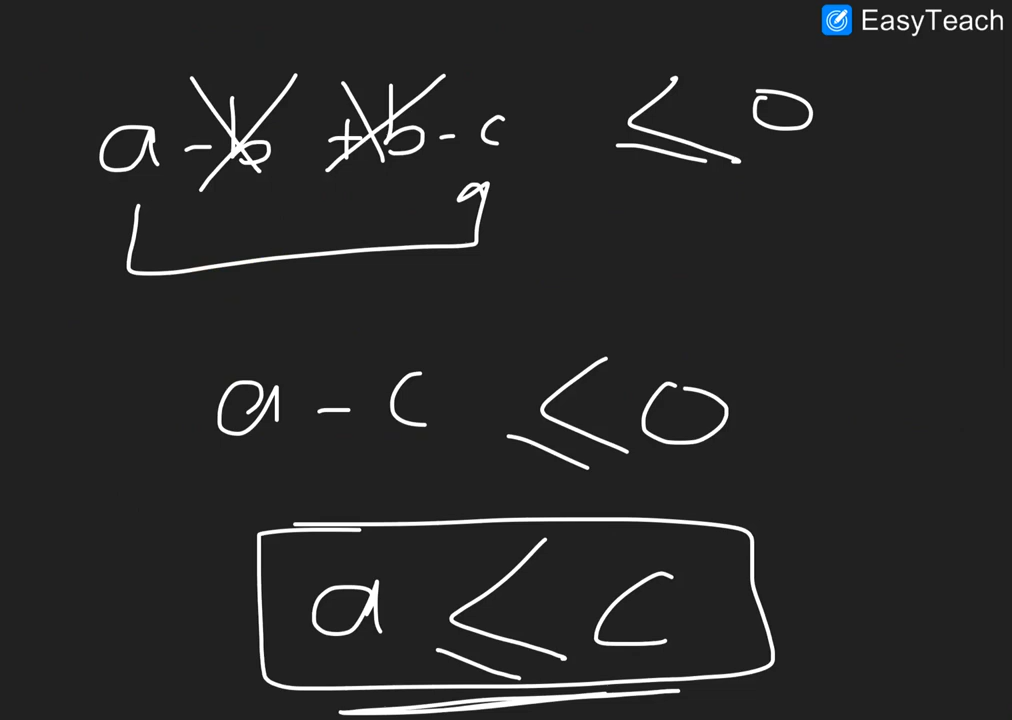 EasyTeach
a - b + b - c ≤ 0
a - c ≤ 0
a ≤ c